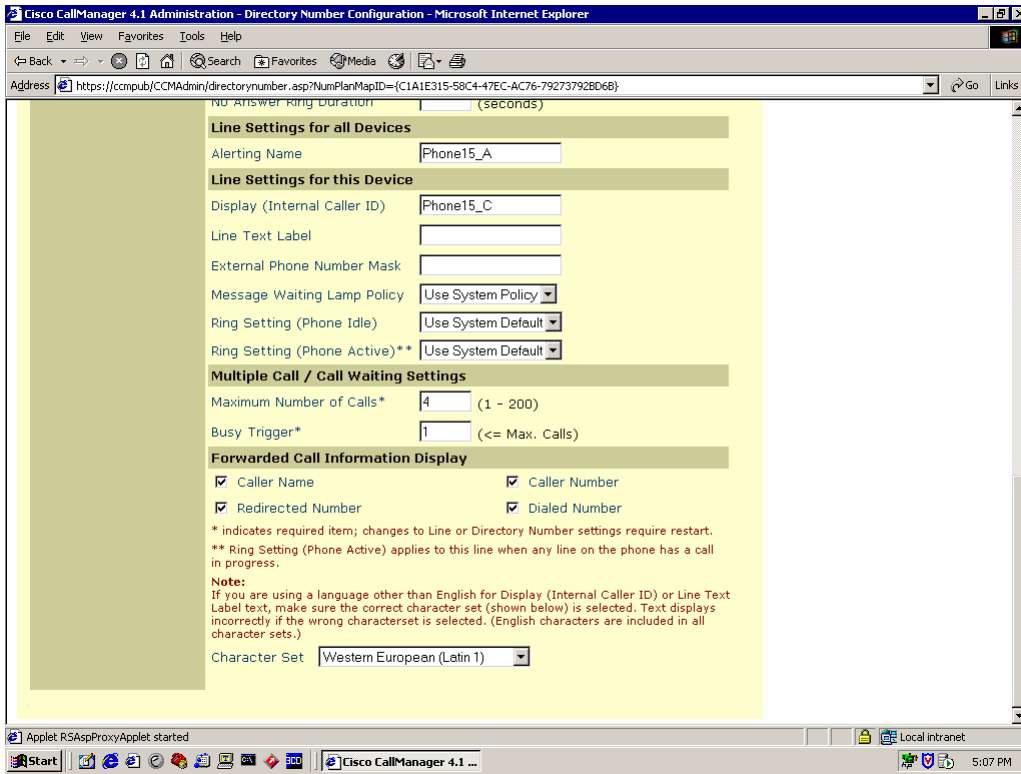 Cisco CallManager 4.1 Administration - Directory Number Configuration - Microsoft Internet Explorer
File Edit View Favorites Tools Help
Back Search Favorites Media
Address https://ccmpub/CCMAdmin/directorynumber.asp?NumPlanMapID={C1A1E315-58C4-47EC-AC76-79273792BD6B} Go Links
No Answer Ring Duration (seconds)
Line Settings for all Devices
Alerting Name Phone15_A
Line Settings for this Device
Display (Internal Caller ID) Phone15_C
Line Text Label
External Phone Number Mask
Message Waiting Lamp Policy Use System Policy
Ring Setting (Phone Idle) Use System Default
Ring Setting (Phone Active)** Use System Default
Multiple Call / Call Waiting Settings
Maximum Number of Calls* 4 (1 - 200)
Busy Trigger* 1 (<= Max. Calls)
Forwarded Call Information Display
Caller Name Caller Number
Redirected Number Dialed Number
* indicates required item; changes to Line or Directory Number settings require restart.
** Ring Setting (Phone Active) applies to this line when any line on the phone has a call
in progress.
Note:
If you are using a language other than English for Display (Internal Caller ID) or Line Text
Label text, make sure the correct character set (shown below) is selected. Text displays
incorrectly if the wrong characterset is selected. (English characters are included in all
character sets.)
Character Set Western European (Latin 1)
Applet RSAspProxyApplet started Local intranet
Start Cisco CallManager 4.1 ... 5:07 PM